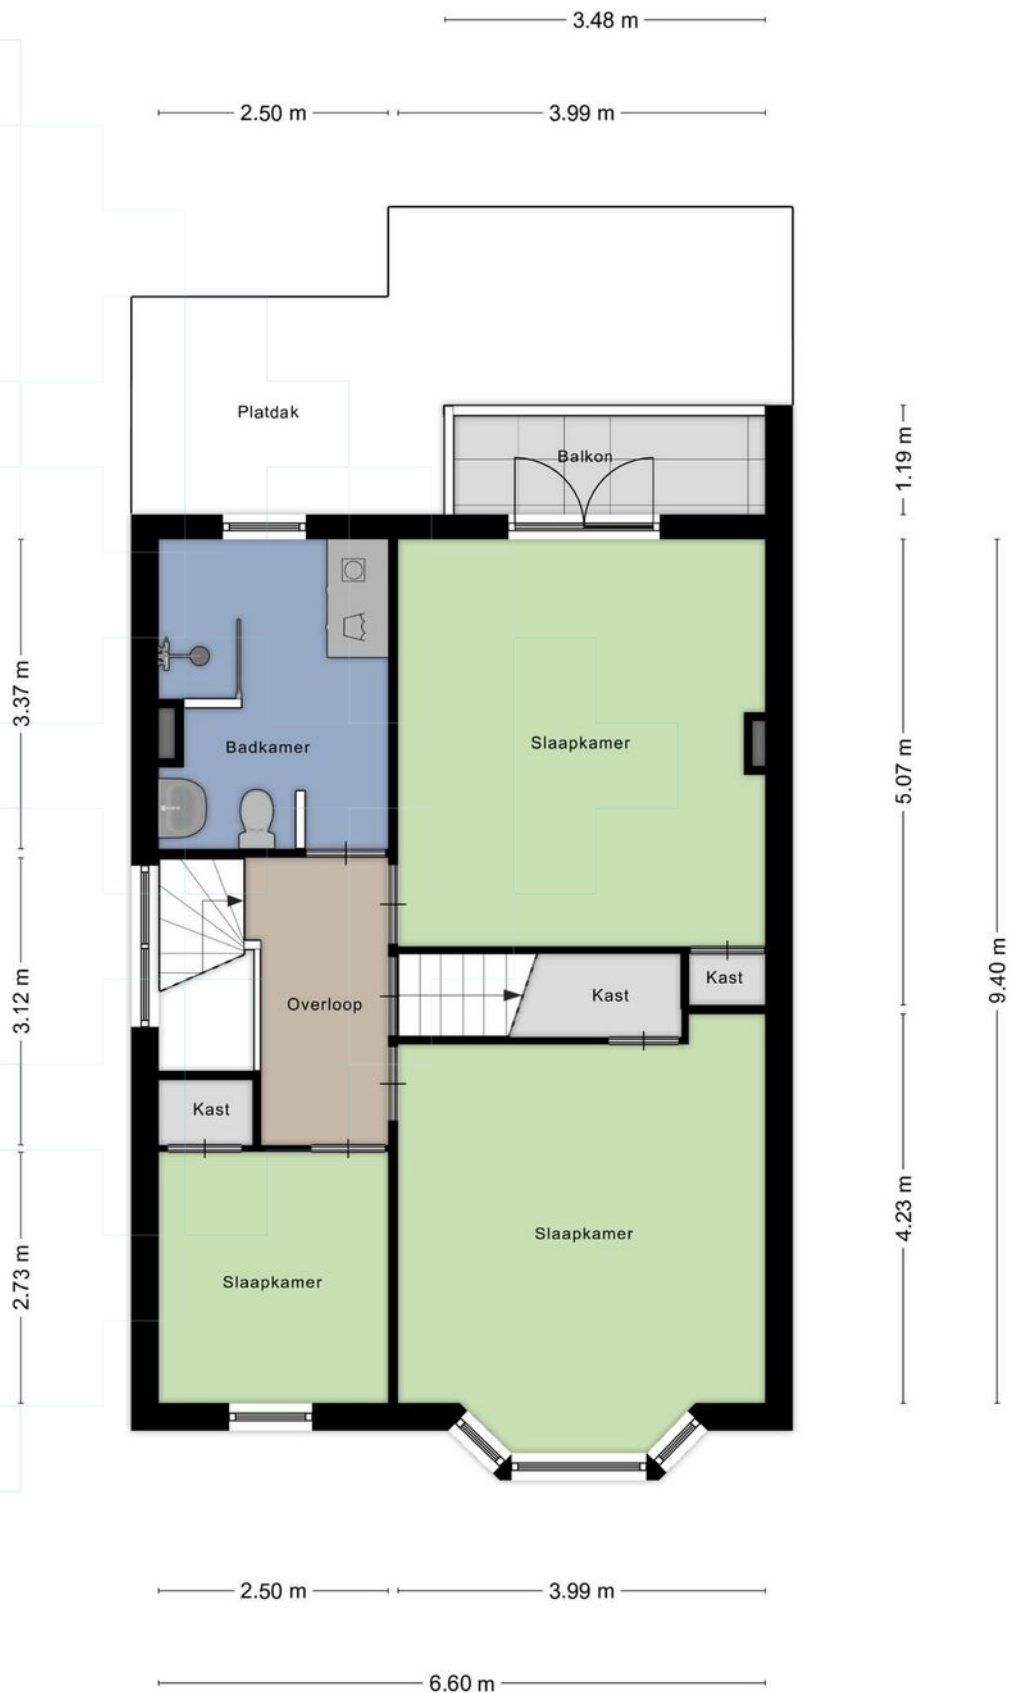 3.48 m
2.50 m
3.99 m
Platdak
Balkon
1.19 m
3.37 m
Badkamer
Slaapkamer
5.07 m
9.40 m
3.12 m
Overloop
Kast
Kast
Kast
4.23 m
2.73 m
Slaapkamer
Slaapkamer
2.50 m
3.99 m
6.60 m